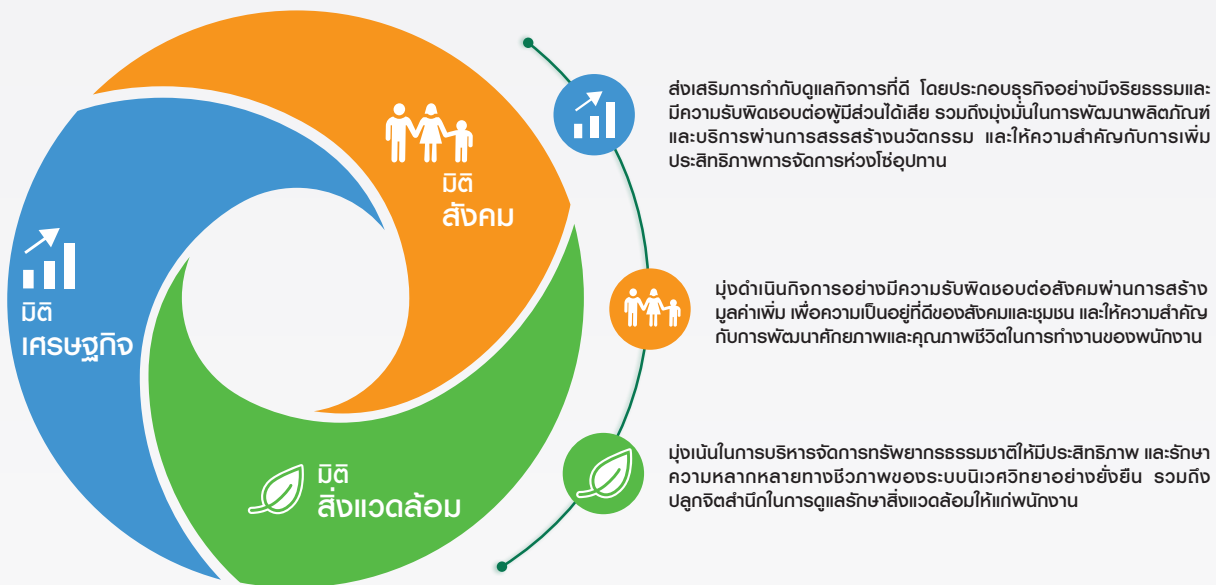 มิติ
สังคม
มิติ
เศรษฐกิจ
มิติ
สิ่งแวดล้อม
ส่งเสริมการกำกับดูแลกิจการที่ดี โดยประกอบธุรกิจอย่างมีจริยธรรมและ
มีความรับผิดชอบต่อผู้มีส่วนได้เสีย รวมถึงมุ่งมั่นในการพัฒนาผลิตภัณฑ์
และบริการผ่านการสรรสร้างนวัตกรรม และให้ความสำคัญกับการเพิ่ม
ประสิทธิภาพการจัดการห่วงโซ่อุปทาน
มุ่งดำเนินกิจการอย่างมีความรับผิดชอบต่อสังคมผ่านการสร้าง
มูลค่าเพิ่ม เพื่อความเป็นอยู่ที่ดีของสังคมและชุมชน และให้ความสำคัญ
กับการพัฒนาศักยภาพและคุณภาพชีวิตในการทำงานของพนักงาน
มุ่งเน้นในการบริหารจัดการทรัพยากรธรรมชาติให้มีประสิทธิภาพ และรักษา
ความหลากหลายทางชีวภาพของระบบนิเวศวิทยาอย่างยั่งยืน รวมถึง
ปลูกจิตสำนึกในการดูแลรักษาสิ่งแวดล้อมให้แก่พนักงาน